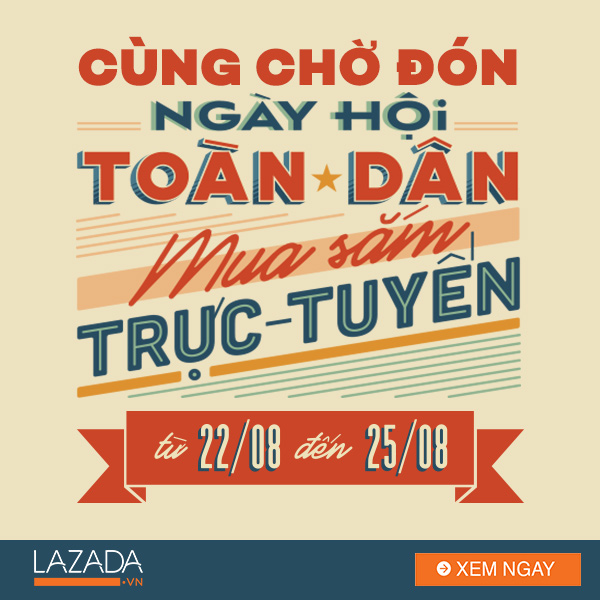 CÙNG CHỜ ĐÓN
NGÀY HỘi
TOÀN DÂN
Mua sắm
TRỰC-TUYẾN
từ 22/08 đến 25/08
LAZADA
.VN
XEM NGAY